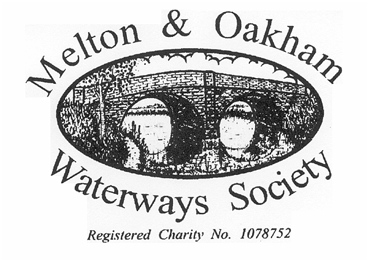 Melton & Oakham
Waterways Society
Registered Charity No. 1078752